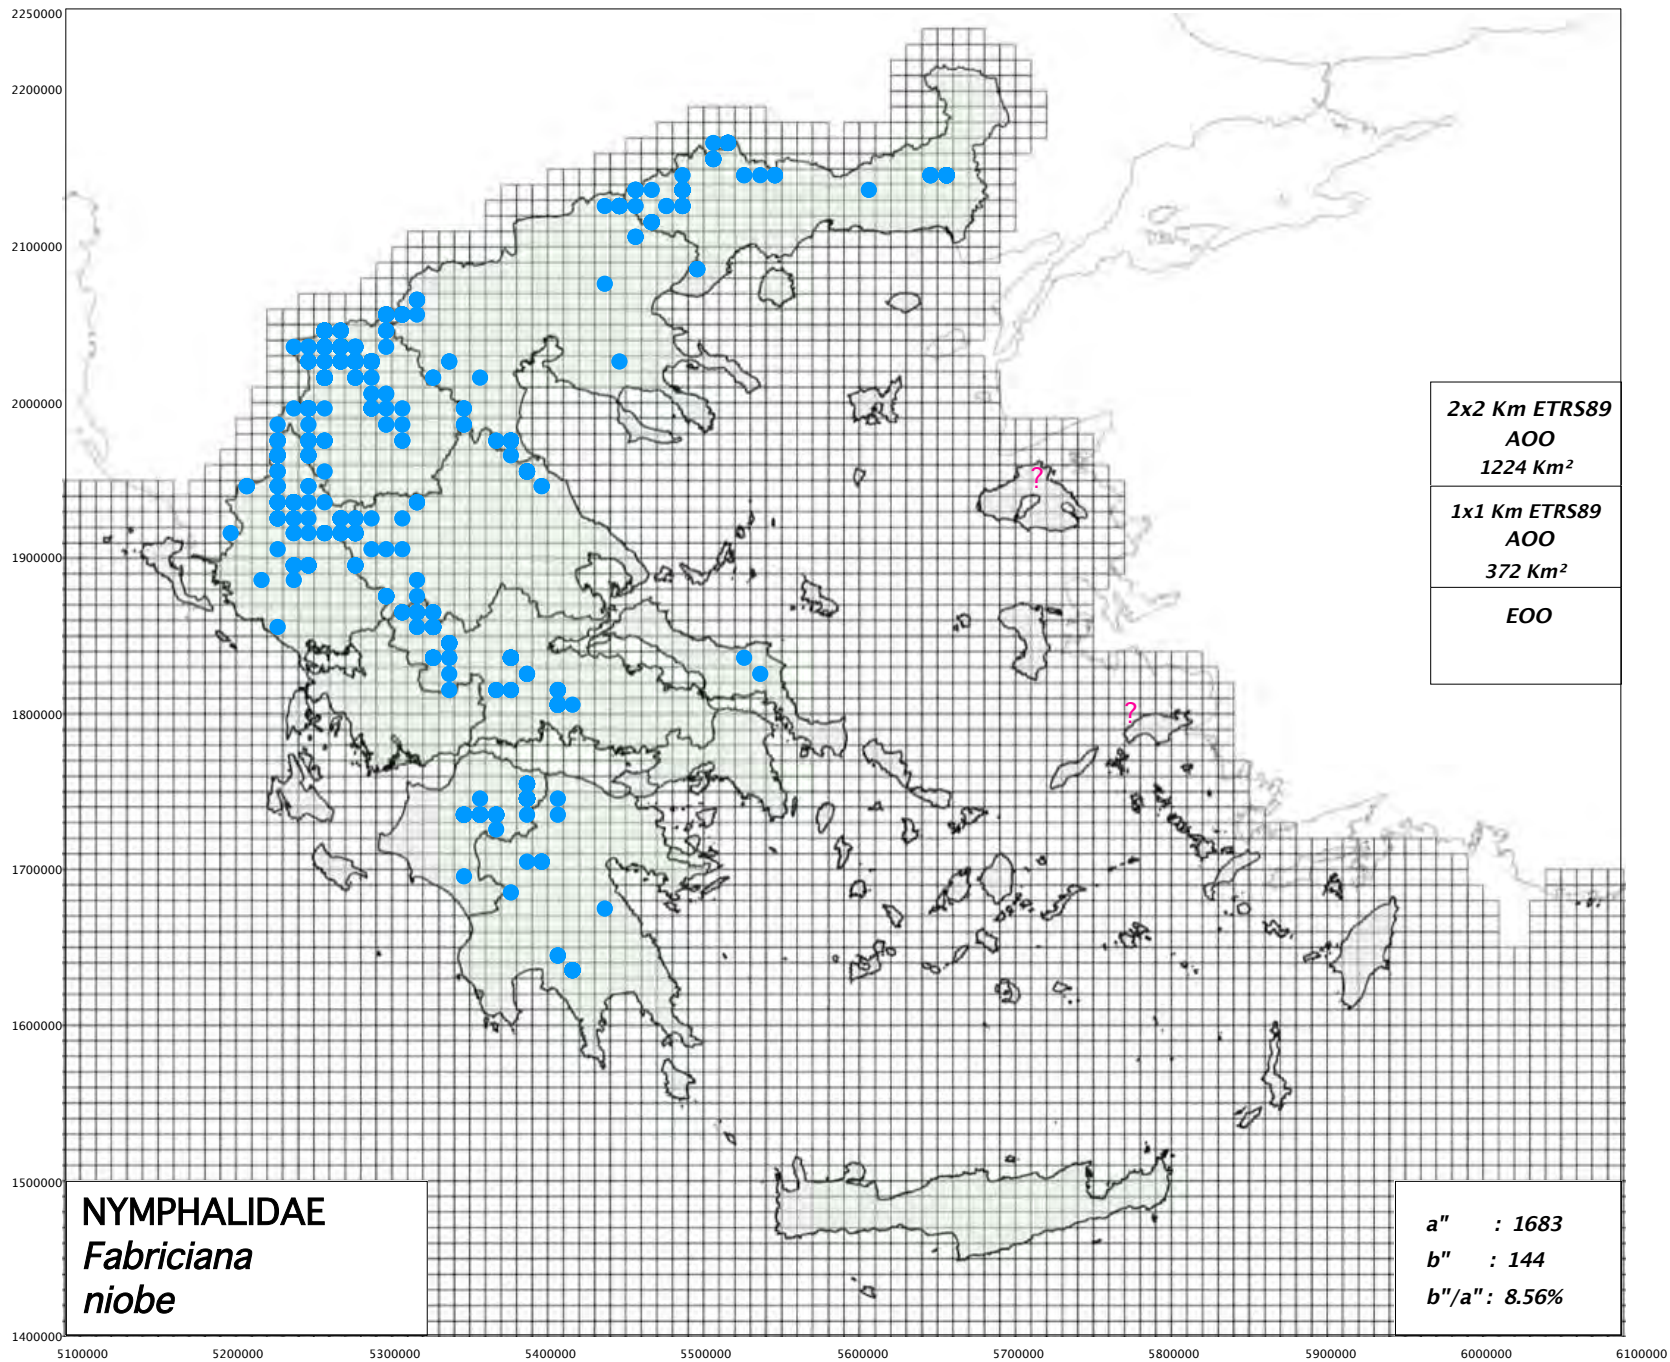 2250000
2200000
2100000
2000000
1900000
1800000
1700000
1600000
1500000
1400000
5100000 5200000 5300000 5400000 5500000 5600000 5700000 5800000 5900000 6000000 6100000
?
?
2x2 Km ETRS89
AOO
1224 Km²
1x1 Km ETRS89
AOO
372 Km²
EOO
NYMPHALIDAE
Fabriciana
niobe
a" : 1683
b" : 144
b"/a" : 8.56%